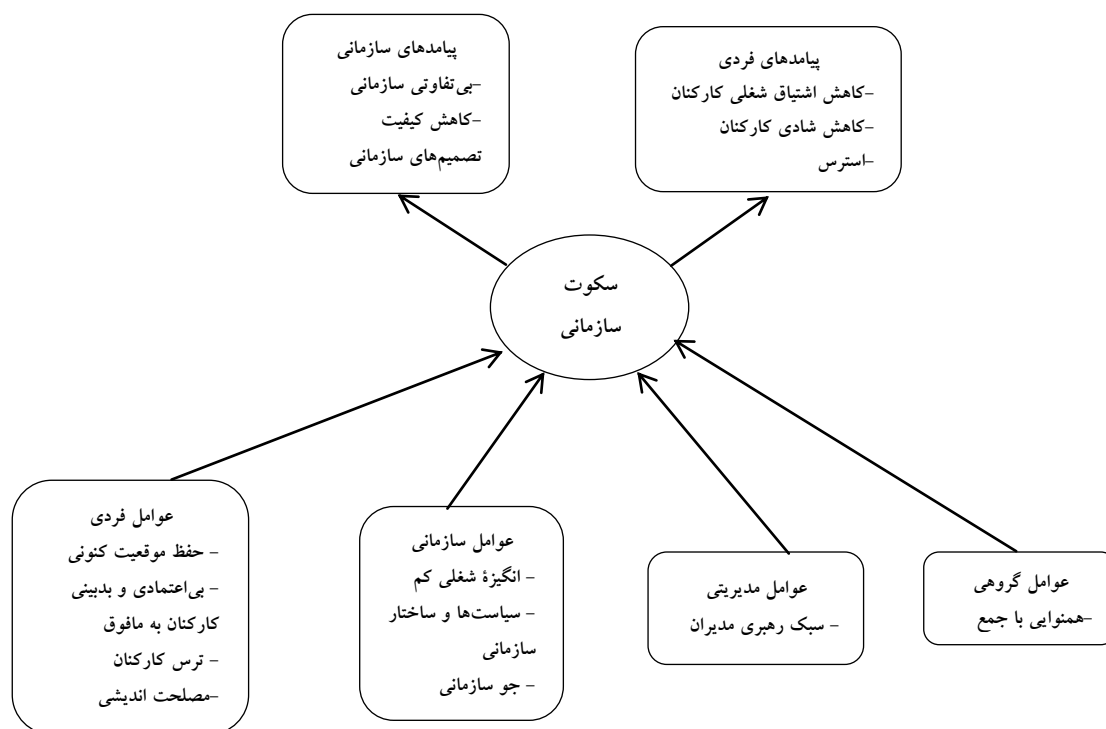 پیامدهای فردی
–کاهش اشتیاق شغلی کارکنان
–کاهش شادی کارکنان
–استرس
پیامدهای سازمانی
–بی‌تفاوتی سازمانی
–کاهش کیفیت
تصمیم‌های سازمانی
سکوت
سازمانی
عوامل گروهی
–همنوایی با جمع
عوامل مدیریتی
– سبک رهبری مدیران
عوامل سازمانی
– انگیزۀ شغلی کم
– سیاست‌ها و ساختار
سازمانی
– جو سازمانی
عوامل فردی
– حفظ موقعیت کنونی
– بی‌اعتمادی و بدبینی
کارکنان به مافوق
– ترس کارکنان
–مصلحت اندیشی